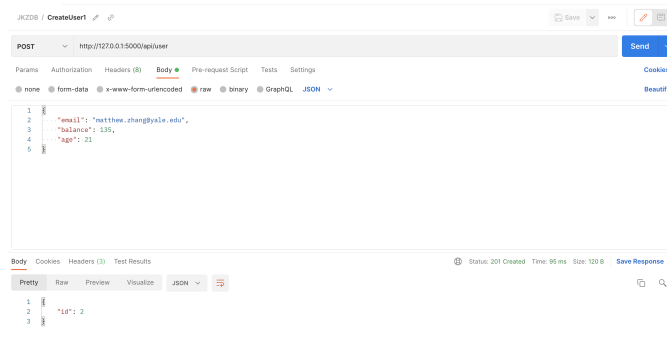 JKZDB / CreateUser1
Save
POST
http://127.0.0.1:5000/api/user
Send
Params Authorization Headers (8) Body Pre-request Script Tests Settings
Cookies
none form-data x-www-form-urlencoded raw binary GraphQL JSON
Beautif
1 {
2 "email": "matthew.zhang@yale.edu",
3 "balance": 135,
4 "age": 21
5 }
Body Cookies Headers (3) Test Results
Status: 201 Created Time: 95 ms Size: 120 B Save Response
Pretty Raw Preview Visualize JSON
1 {
2 "id": 2
3 }